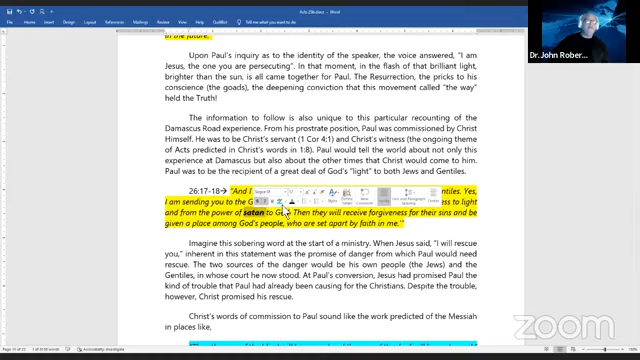 Acts 26b.docx - Word
File Home Insert Design Layout References Mailings Review View Help QuillBot Tell me what you want to do
in the future.
Upon Paul's inquiry as to the identity of the speaker, the voice answered, "I am
Jesus, the one you are persecuting". In that moment, in the flash of that brilliant light,
brighter than the sun, is all came together for Paul. The Resurrection, the pricks to his
conscience (the goads), the deepening conviction that this movement called "the way"
held the Truth!
The information to follow is also unique to this particular recounting of the
Damascus Road experience. From his prostrate position, Paul was commissioned by Christ
Himself. He was to be Christ's servant (1 Cor 4:1) and Christ's witness (the ongoing theme
of Acts predicted in Christ's words in 1:8). Paul would tell the world about not only this
experience at Damascus but also about the other times that Christ would come to him.
Paul was to be the recipient of a great deal of God's "light" to both Jews and Gentiles.
26:17-18→ "And I entiles. Yes,
I am sending you to the G ess to light
and from the power of satan to G Then they will receive forgiveness for their sins and be
given a place among God's people, who are set apart by faith in me.'"
Imagine this sobering word at the start of a ministry. When Jesus said, "I will rescue
you," inherent in this statement was the promise of danger from which Paul would need
rescue. The two sources of the danger would be his own people (the Jews) and the
Gentiles, in whose court he now stood. At Paul's conversion, Jesus had promised Paul the
kind of trouble that Paul had already been causing for the Christians. Despite the trouble,
however, Christ promised his rescue.
Christ's words of commission to Paul sound like the work predicted of the Messiah
in places like,
Dr. John Rober...
zoom